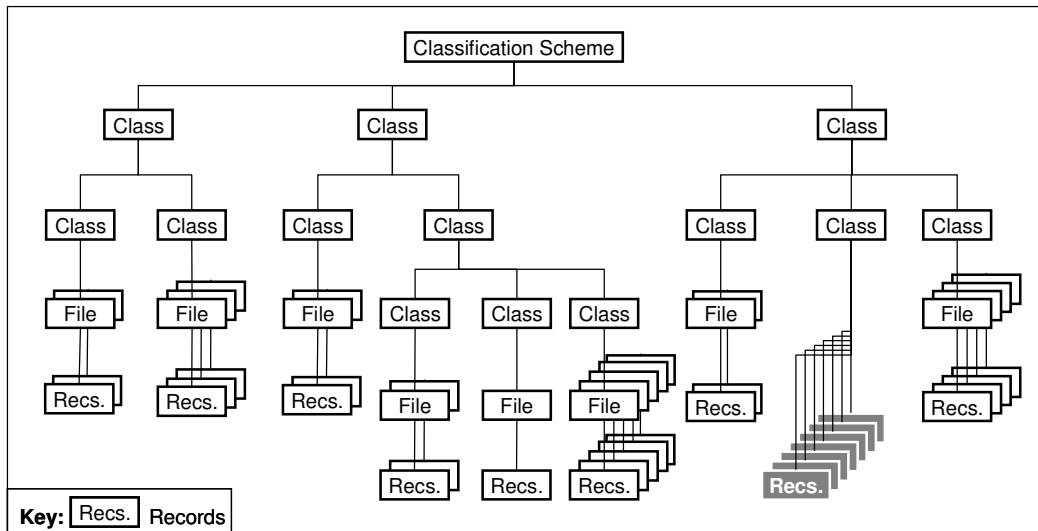 Classification Scheme
Class Class Class
Class Class Class Class Class Class Class
File File File Class Class Class File File
Recs. Recs. Recs. File File File Recs. Recs.
Recs. Recs. Recs. Recs.
Key: Recs. Records